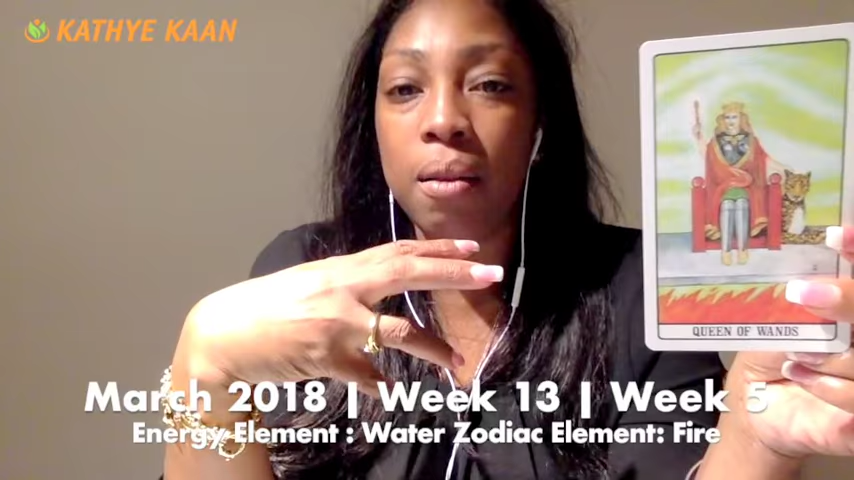 KATHYE KAAN
QUEEN OF WANDS
March 2018 | Week 13 | Week 5
Energy Element : Water Zodiac Element: Fire